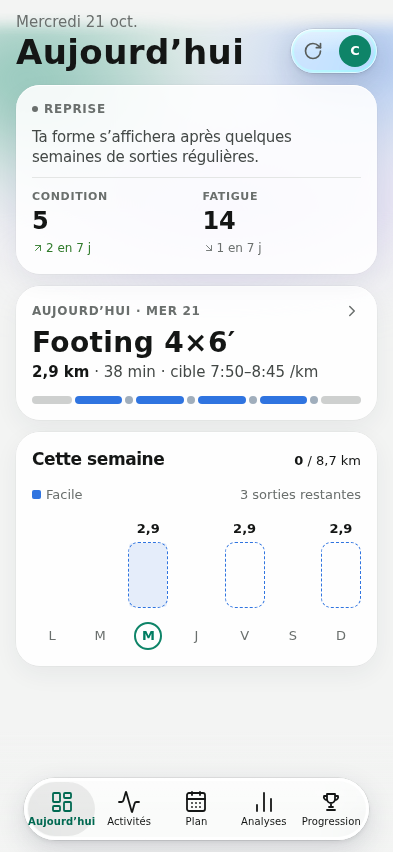 Mercredi 21 oct.
Aujourd’hui
C
REPRISE
Ta forme s’affichera après quelques
semaines de sorties régulières.
CONDITION FATIGUE
5 14
2 en 7 j 1 en 7 j
AUJOURD’HUI · MER 21
Footing 4×6′
2,9 km · 38 min · cible 7:50–8:45 /km
Cette semaine 0 / 8,7 km
Facile 3 sorties restantes
2,9 2,9 2,9
L M M J V S D
Aujourd’hui Activités Plan Analyses Progression